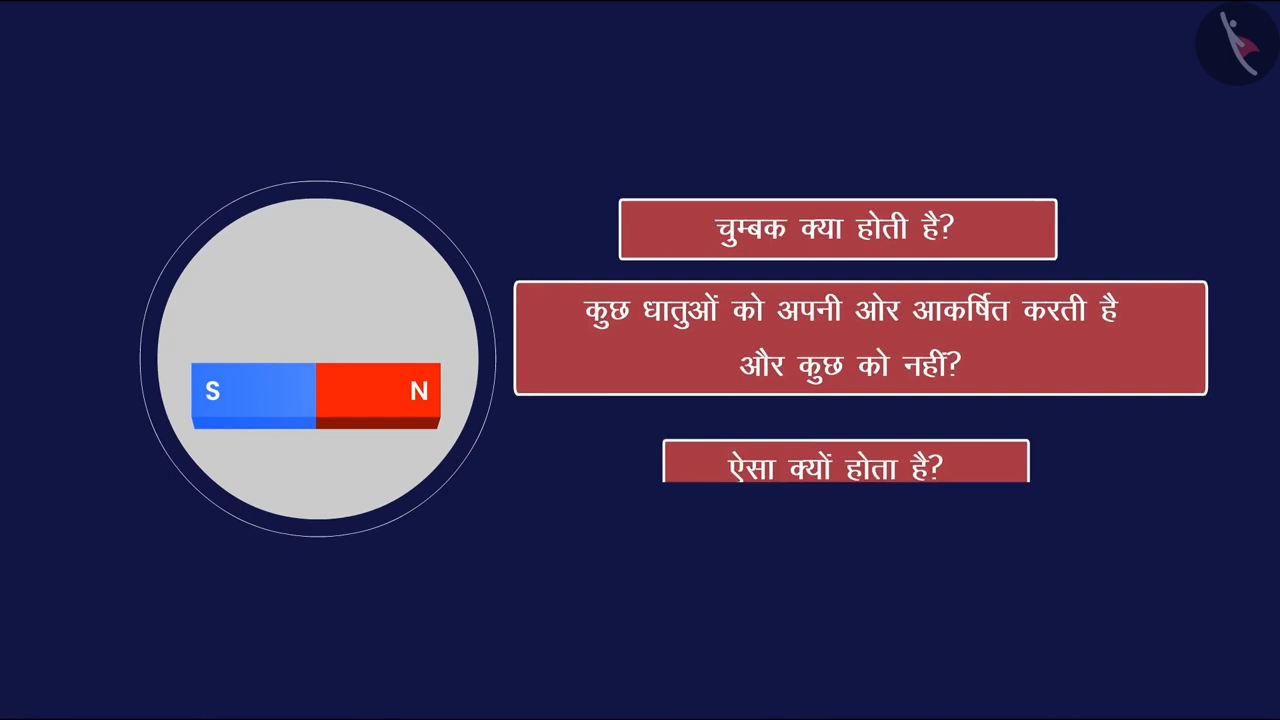 चुम्बक क्या होती है?
कुछ धातुओं को अपनी ओर आकर्षित करती है
और कुछ को नहीं?
S N
ऐसा क्यों होता है?